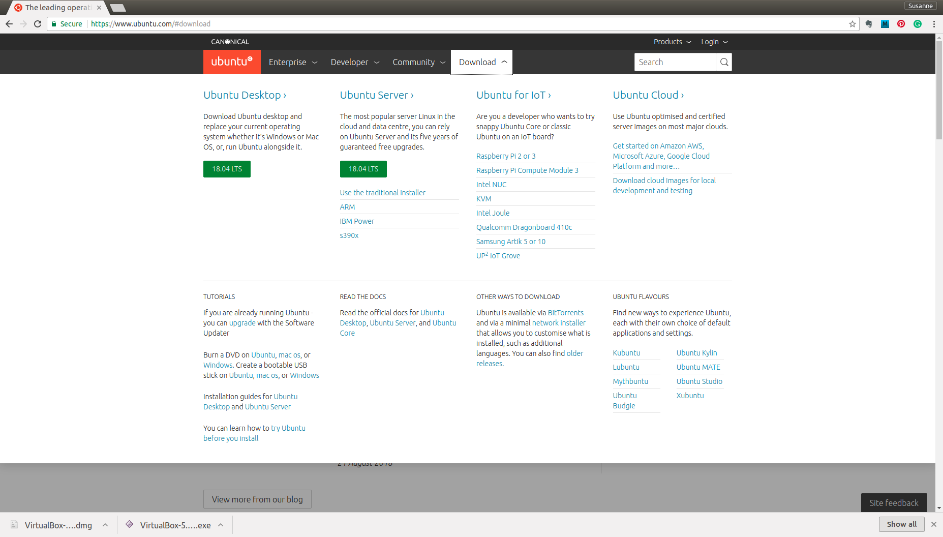 The leading operati
Susanne
Secure
https://www.ubuntu.com/#download
CANONICAL
Products
Login
ubuntu
Enterprise
Developer
Community
Download
Search
Ubuntu Desktop ›
Download Ubuntu desktop and
replace your current operating
system whether it's Windows or Mac
OS, or, run Ubuntu alongside it.
18.04 LTS
Ubuntu Server ›
The most popular server Linux in the
cloud and data centre, you can rely
on Ubuntu Server and its five years of
guaranteed free upgrades.
18.04 LTS
Use the traditional installer
ARM
IBM Power
s390x
Ubuntu for IoT ›
Are you a developer who wants to try
snappy Ubuntu Core or classic
Ubuntu on an IoT board?
Raspberry Pi 2 or 3
Raspberry Pi Compute Module 3
Intel NUC
KVM
Intel Joule
Qualcomm Dragonboard 410c
Samsung Artik 5 or 10
UP² IoT Grove
Ubuntu Cloud ›
Use Ubuntu optimised and certified
server images on most major clouds.
Get started on Amazon AWS,
Microsoft Azure, Google Cloud
Platform and more...
Download cloud images for local
development and testing
TUTORIALS
If you are already running Ubuntu
you can upgrade with the Software
Updater
Burn a DVD on Ubuntu, mac os, or
Windows. Create a bootable USB
stick on Ubuntu, mac os, or Windows
Installation guides for Ubuntu
Desktop and Ubuntu Server
You can learn how to try Ubuntu
before you install
READ THE DOCS
Read the official docs for Ubuntu
Desktop, Ubuntu Server, and Ubuntu
Core
OTHER WAYS TO DOWNLOAD
Ubuntu is available via BitTorrents
and via a minimal network installer
that allows you to customise what is
installed, such as additional
languages. You can also find older
releases.
UBUNTU FLAVOURS
Find new ways to experience Ubuntu,
each with their own choice of default
applications and settings.
Kubuntu
Lubuntu
Mythbuntu
Ubuntu
Budgie
Ubuntu Kylin
Ubuntu MATE
Ubuntu Studio
Xubuntu
21 August 2018
View more from our blog
Site feedback
VirtualBox-....dmg
VirtualBox-5.....exe
Show all